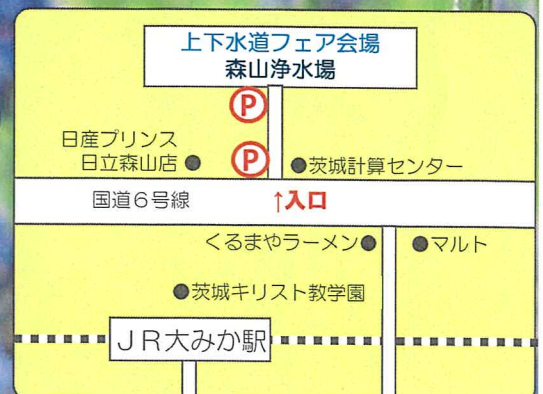 上下水道フェア会場
森山浄水場
P
日産プリンス
日立森山店
P
茨城計算センター
国道6号線
↑入口
くるまやラーメン
マルト
茨城キリスト教学園
JR大みか駅